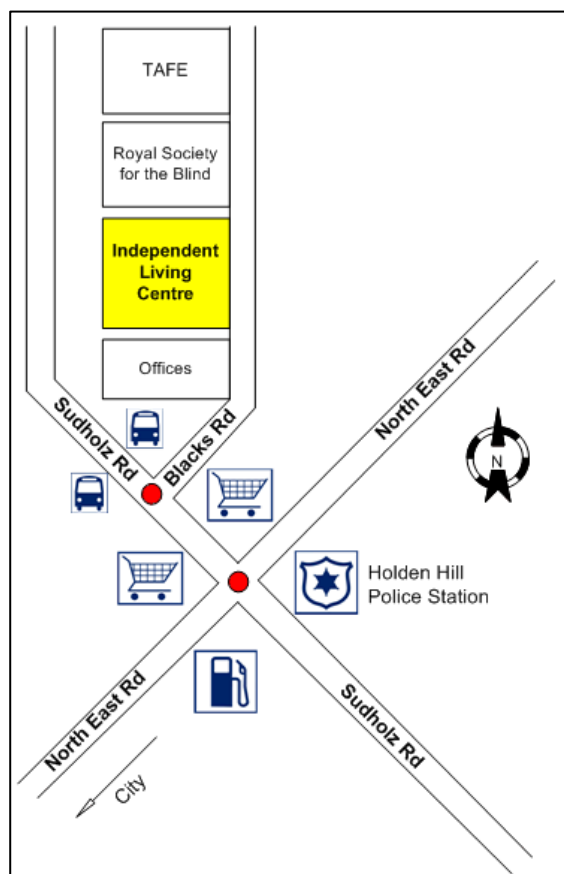 TAFE
Royal Society
for the Blind
Independent
Living
Centre
Offices
Sudholz Rd
Blacks Rd
North East Rd
N
Holden Hill
Police Station
North East Rd
Sudholz Rd
City